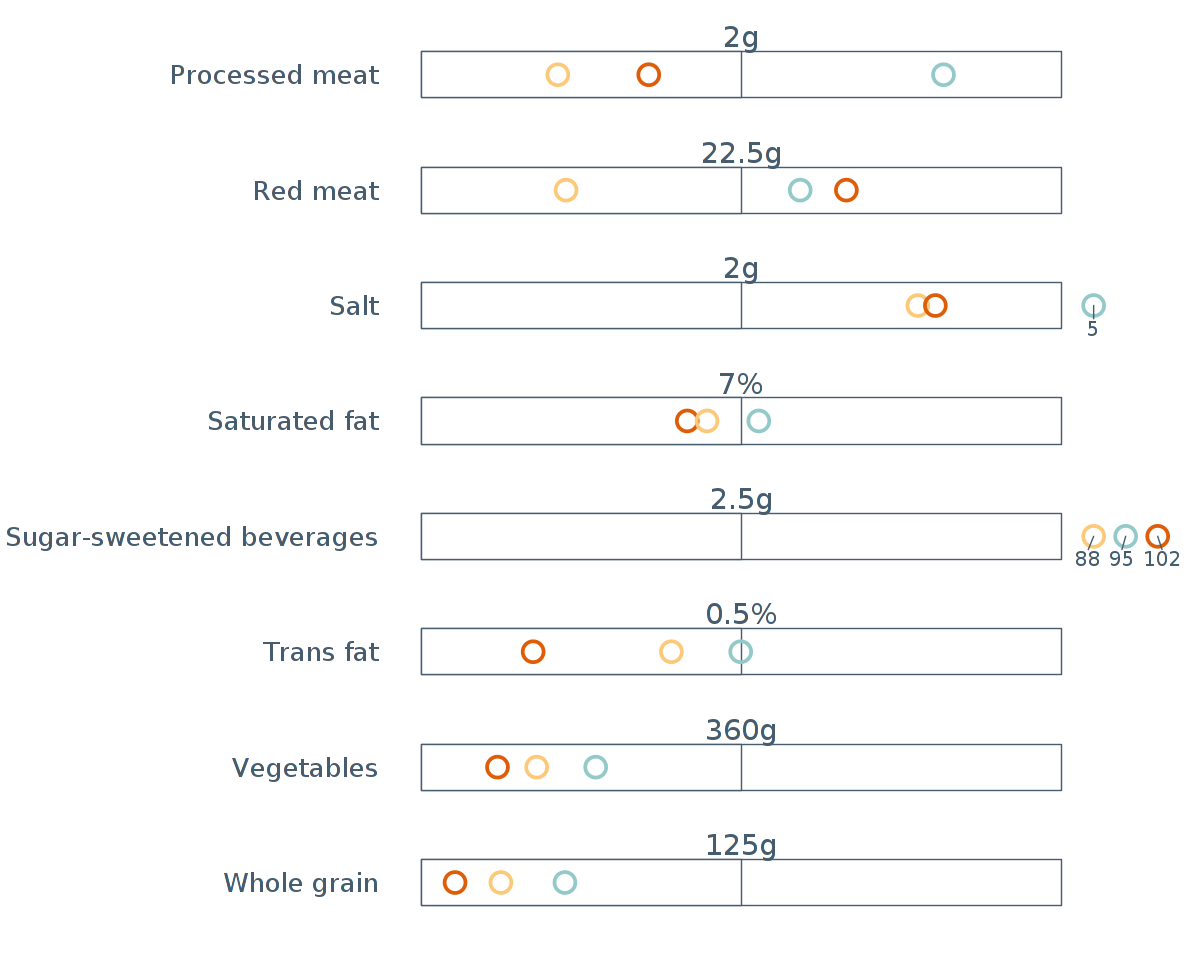 2g
Processed meat
22.5g
Red meat
2g
Salt
5
7%
Saturated fat
2.5g
Sugar-sweetened beverages
88 95 102
0.5%
Trans fat
360g
Vegetables
125g
Whole grain